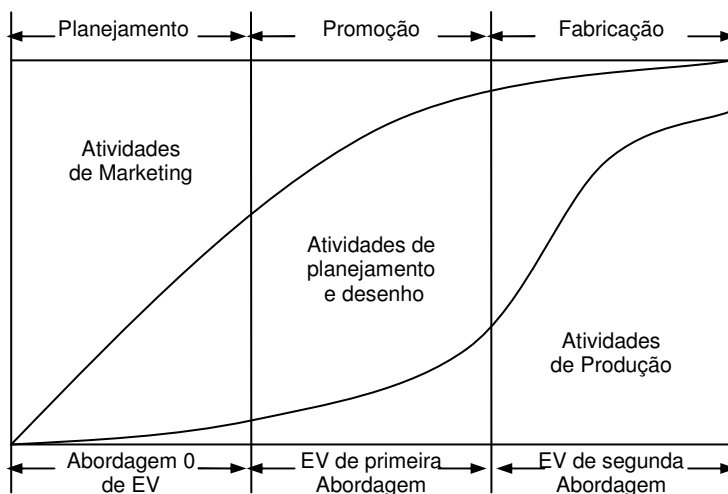 Planejamento
Promoção
Fabricação
Atividades
de Marketing
Atividades de
planejamento
e desenho
Atividades
de Produção
Abordagem 0
de EV
EV de primeira
Abordagem
EV de segunda
Abordagem